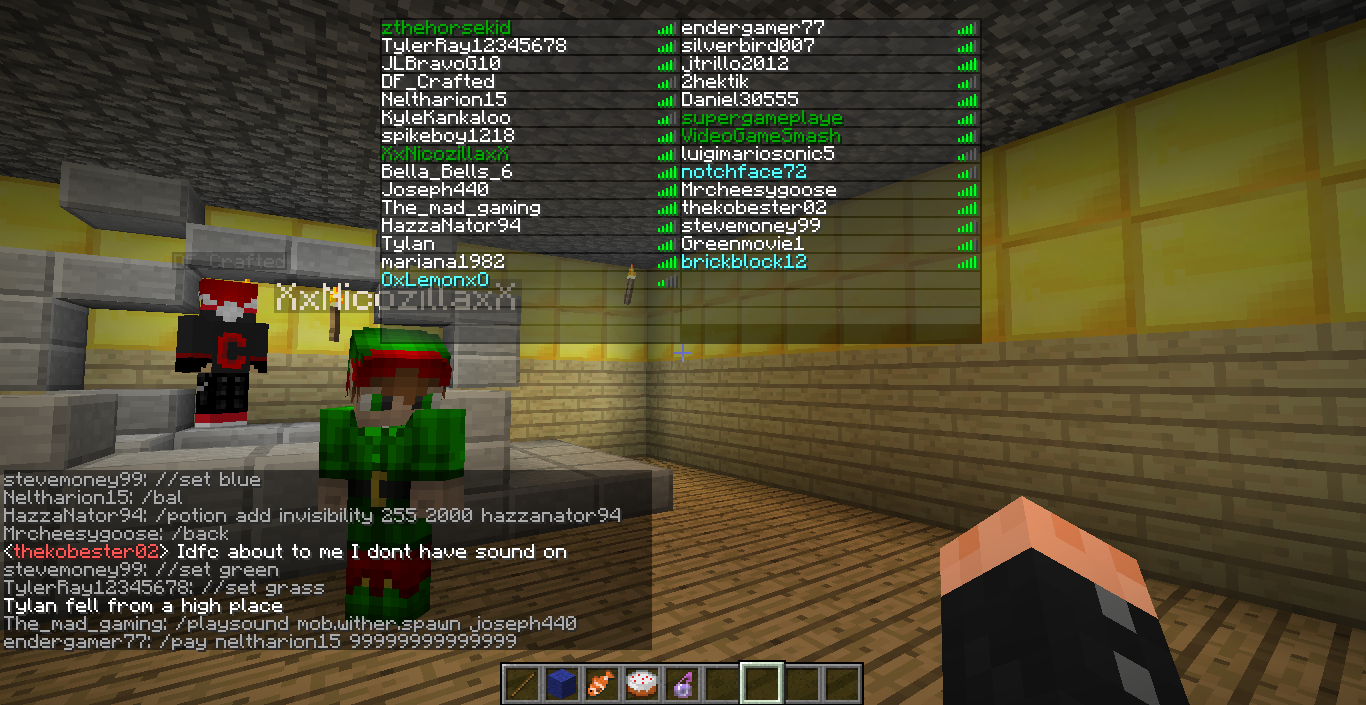 zthehorsekid
TylerRay12345678
JLBravoG10
DF_Crafted
Neltharion15
KyleKankaloo
spikeboy1218
XxNicozillaxX
Bella_Bells_6
Joseph440
The_mad_gaming
HazzaNator94
Tylan
mariana1982
0xLemonx0
endergamer77
silverbird007
jtrillo2012
2hektik
Daniel30555
supergameplaye
VideoGameSmash
luigimariosonic5
notchface72
Mrcheesygoose
thekobester02
stevemoney99
Greenmovie1
brickblock12
DF_Crafted
XxNicozillaxX
C
stevemoney99: //set blue
Neltharion15: /bal
HazzaNator94: /potion add invisibility 255 2000 hazzanator94
Mrcheesygoose: /back
<thekobester02> Idfc about to me I dont have sound on
stevemoney99: //set green
TylerRay12345678: //set grass
Tylan fell from a high place
The_mad_gaming: /playsound mob.wither.spawn joseph440
endergamer77: /pay neltharion15 99999999999999